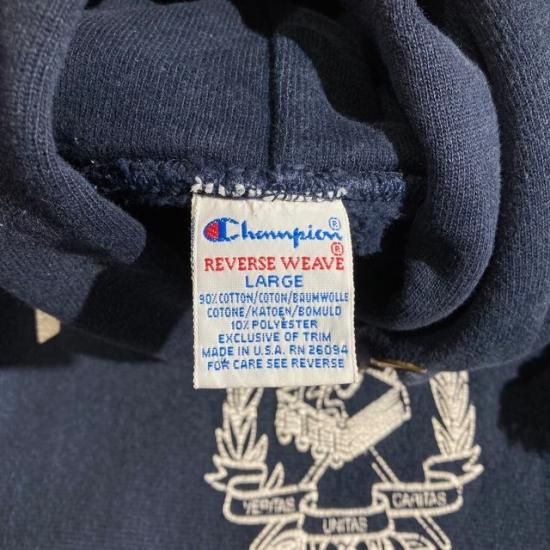 Champion®
REVERSE WEAVE®
LARGE
90% COTTON/COTON/BAUMWOLLE
COTONE/KATOEN/BOMULD
10% POLYESTER
EXCLUSIVE OF TRIM
MADE IN U.S.A. RN 26094
FOR CARE SEE REVERSE
VERITAS UNITAS CARITAS